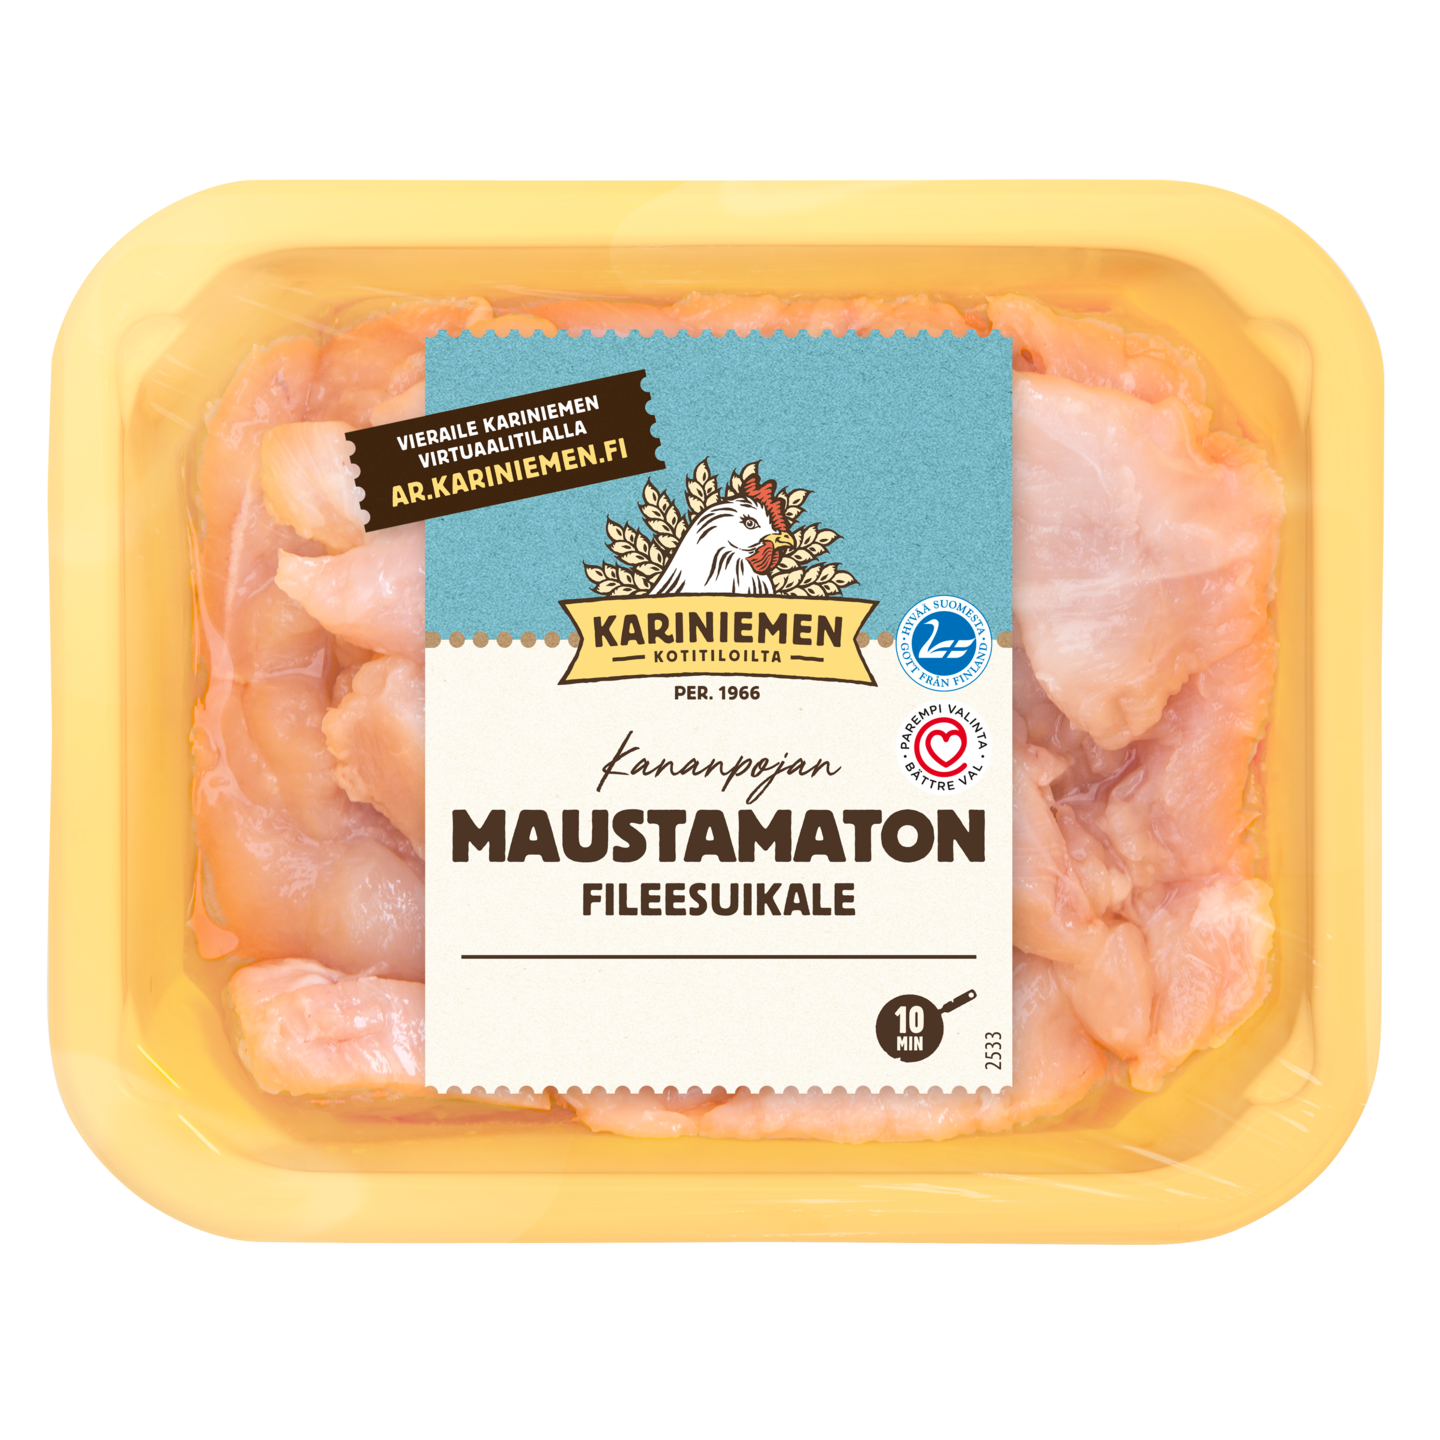 VIERAILE KARINIEMEN
VIRTUAALITILALLA
AR.KARINIEMEN.FI
KARINIEMEN
KOTITILOILTA
PER. 1966
HYVÄÄ SUOMESTA
GOTT FRÅN FINLAND
PAREMPI VALINTA
BÄTTRE VAL
Kananpojan
MAUSTAMATON
FILEESUIKALE
10
MIN
2533